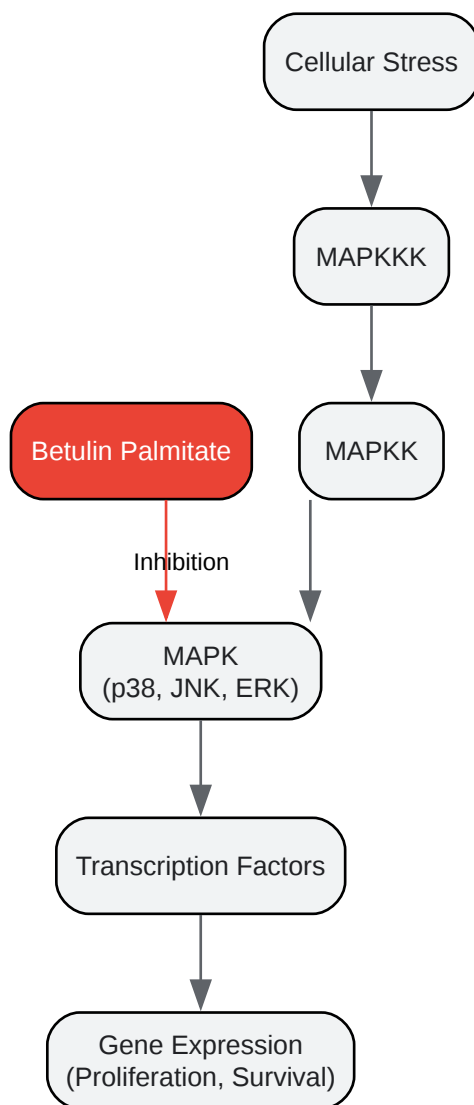 Cellular Stress
MAPKKK
Betulin Palmitate
MAPKK
Inhibition
MAPK
(p38, JNK, ERK)
Transcription Factors
Gene Expression
(Proliferation, Survival)